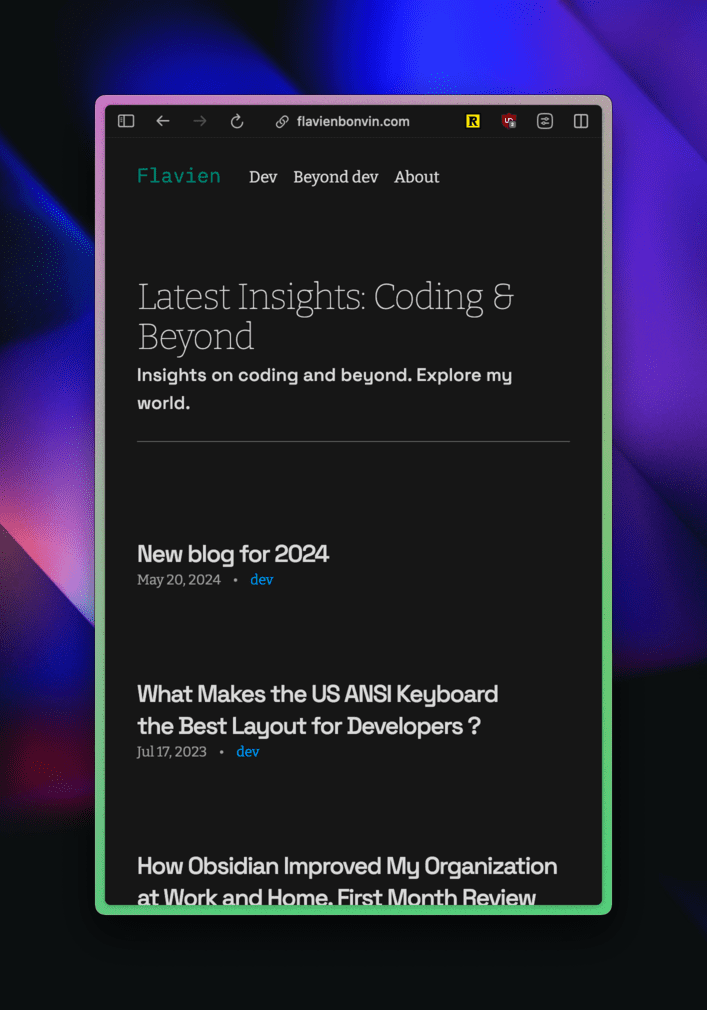 flavienbonvin.com
R
Flavien Dev Beyond dev About
Latest Insights: Coding &
Beyond
Insights on coding and beyond. Explore my
world.
New blog for 2024
May 20, 2024 • dev
What Makes the US ANSI Keyboard
the Best Layout for Developers ?
Jul 17, 2023 • dev
How Obsidian Improved My Organization
at Work and Home. First Month Review